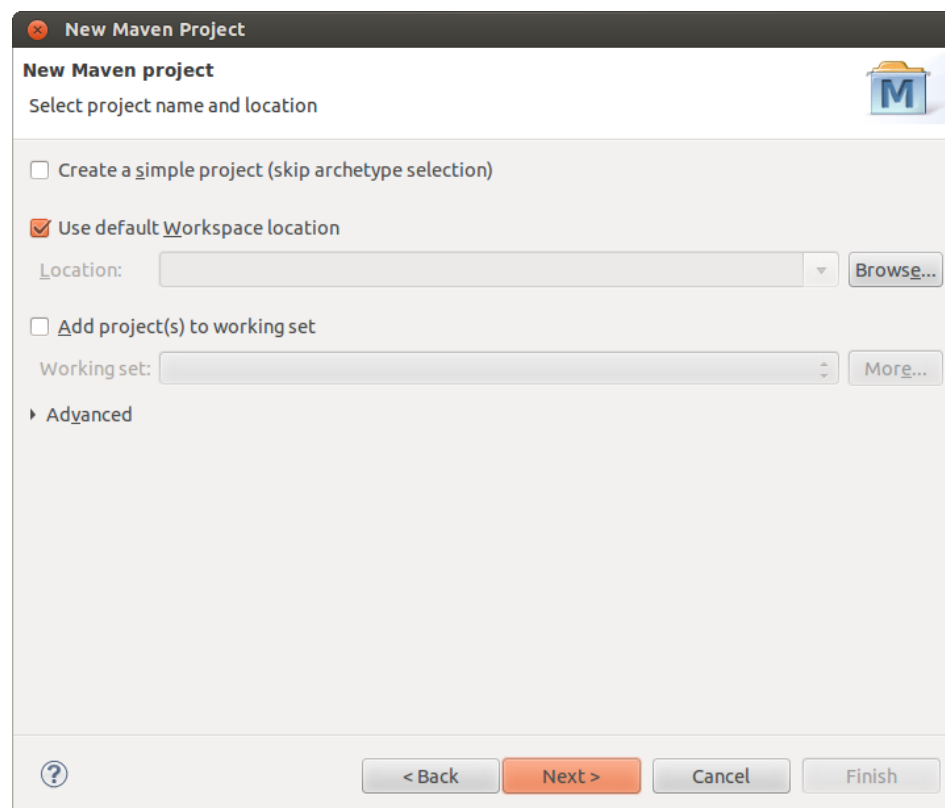 New Maven Project
New Maven project
Select project name and location
M
Create a simple project (skip archetype selection)
Use default Workspace location
Location:
Browse...
Add project(s) to working set
Working set:
More...
Advanced
?
< Back
Next >
Cancel
Finish